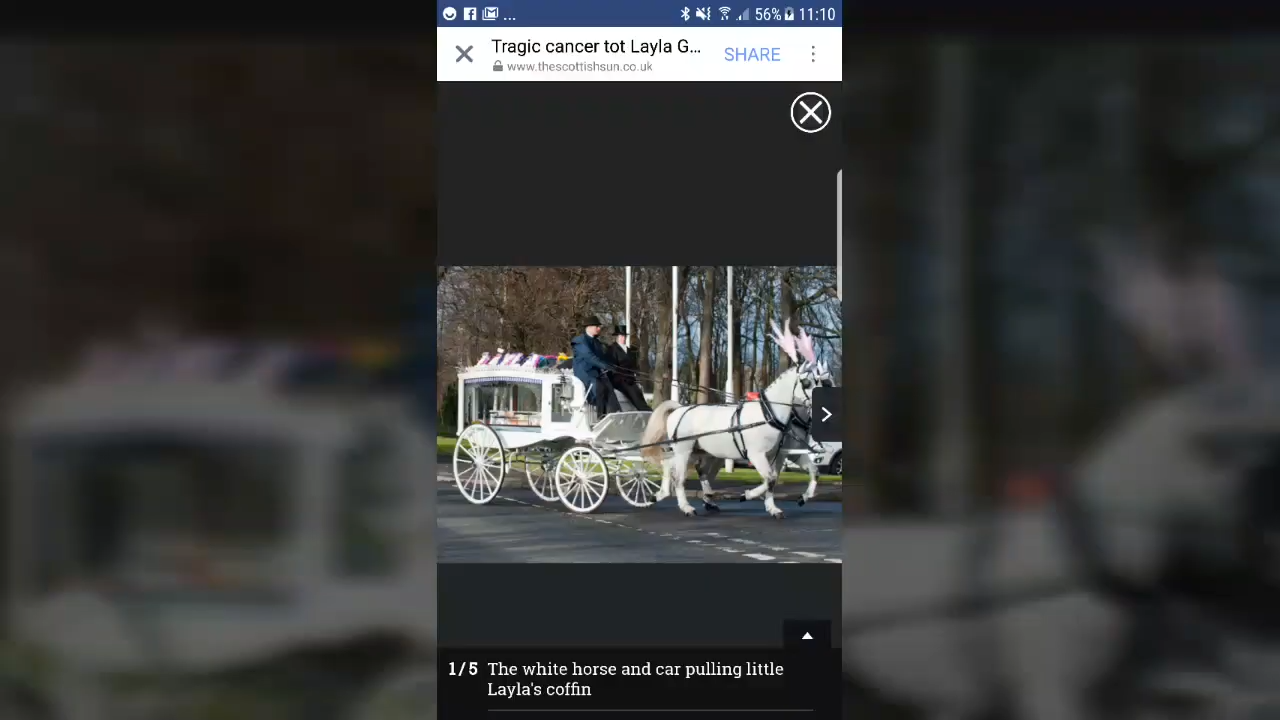 ... 56% 11:10
Tragic cancer tot Layla G... SHARE
www.thescottishsun.co.uk
1/5 The white horse and car pulling little
Layla's coffin